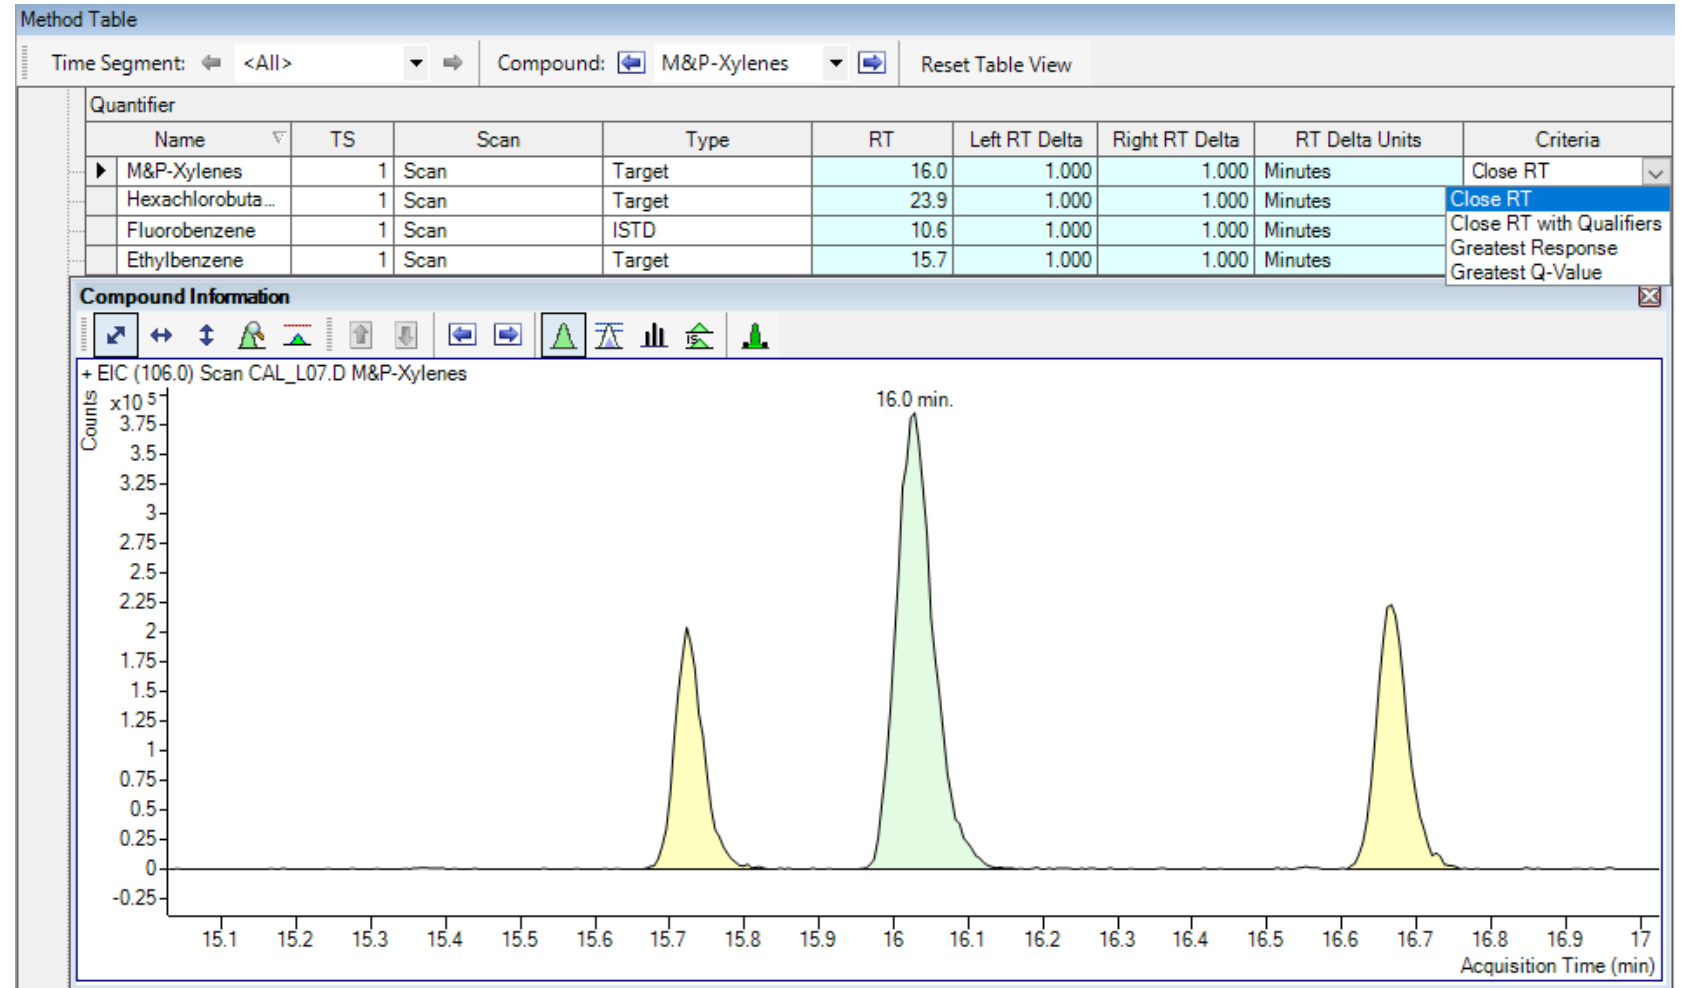 Method Table
Time Segment: <All> Compound: M&P-Xylenes Reset Table View
Quantifier
Name TS Scan Type RT Left RT Delta Right RT Delta RT Delta Units Criteria
M&P-Xylenes 1 Scan Target 16.0 1.000 1.000 Minutes Close RT
Hexachlorobuta... 1 Scan Target 23.9 1.000 1.000 Minutes Close RT
Fluorobenzene 1 Scan ISTD 10.6 1.000 1.000 Minutes Close RT with Qualifiers
Greatest Response
Ethylbenzene 1 Scan Target 15.7 1.000 1.000 Minutes Greatest Q-Value
Compound Information
IS
+ EIC (106.0) Scan CAL_L07.D M&P-Xylenes
Counts
x10 5
16.0 min.
3.75
3.5
3.25
3
2.75
2.5
2.25
2
1.75
1.5
1.25
1
0.75
0.5
0.25
0
-0.25
15.1 15.2 15.3 15.4 15.5 15.6 15.7 15.8 15.9 16 16.1 16.2 16.3 16.4 16.5 16.6 16.7 16.8 16.9 17
Acquisition Time (min)